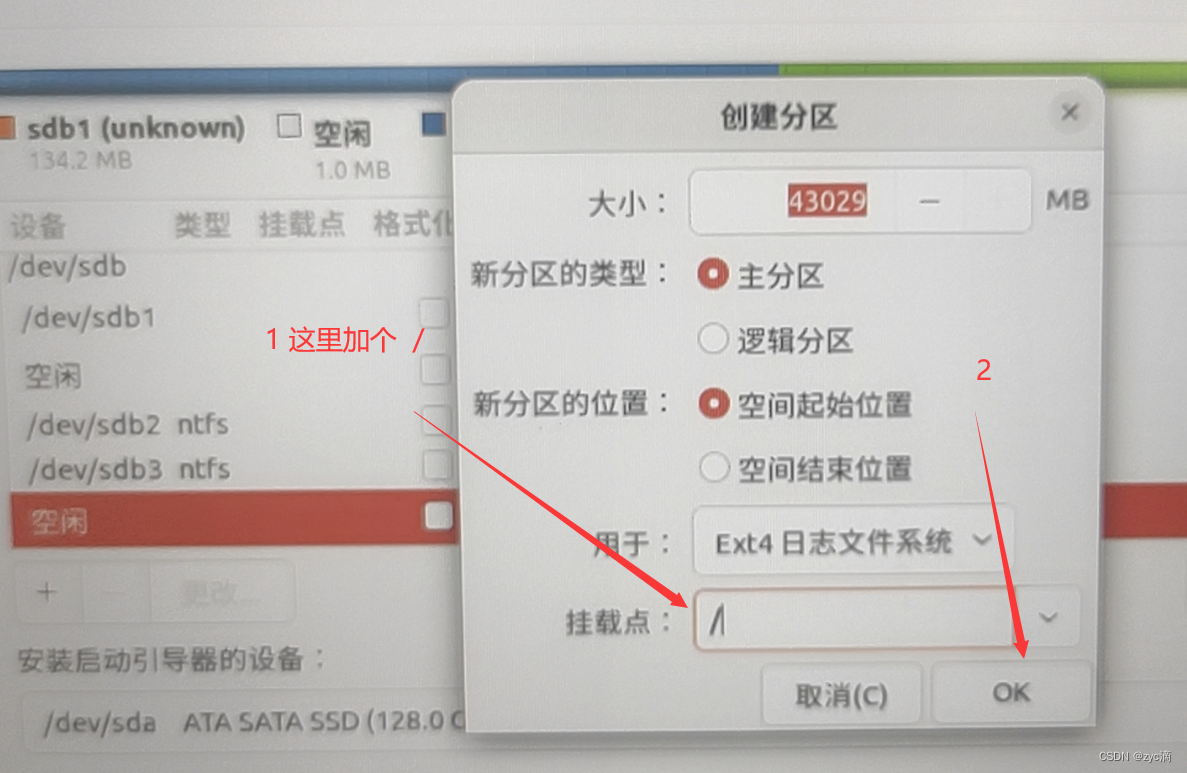 创建分区
sdb1 (unknown) 空闲
134.2 MB 1.0 MB
大小： 43029 MB
设备 类型 挂载点 格式化
/dev/sdb
新分区的类型： 主分区
/dev/sdb1
1 这里加个 /
逻辑分区
2
空闲
新分区的位置： 空间起始位置
/dev/sdb2 ntfs
/dev/sdb3 ntfs
空间结束位置
空闲
用于： Ext4 日志文件系统
更改...
挂载点： /
安装启动引导器的设备：
取消(C) OK
/dev/sda ATA SATA SSD (128.0 G
CSDN @zyc滴